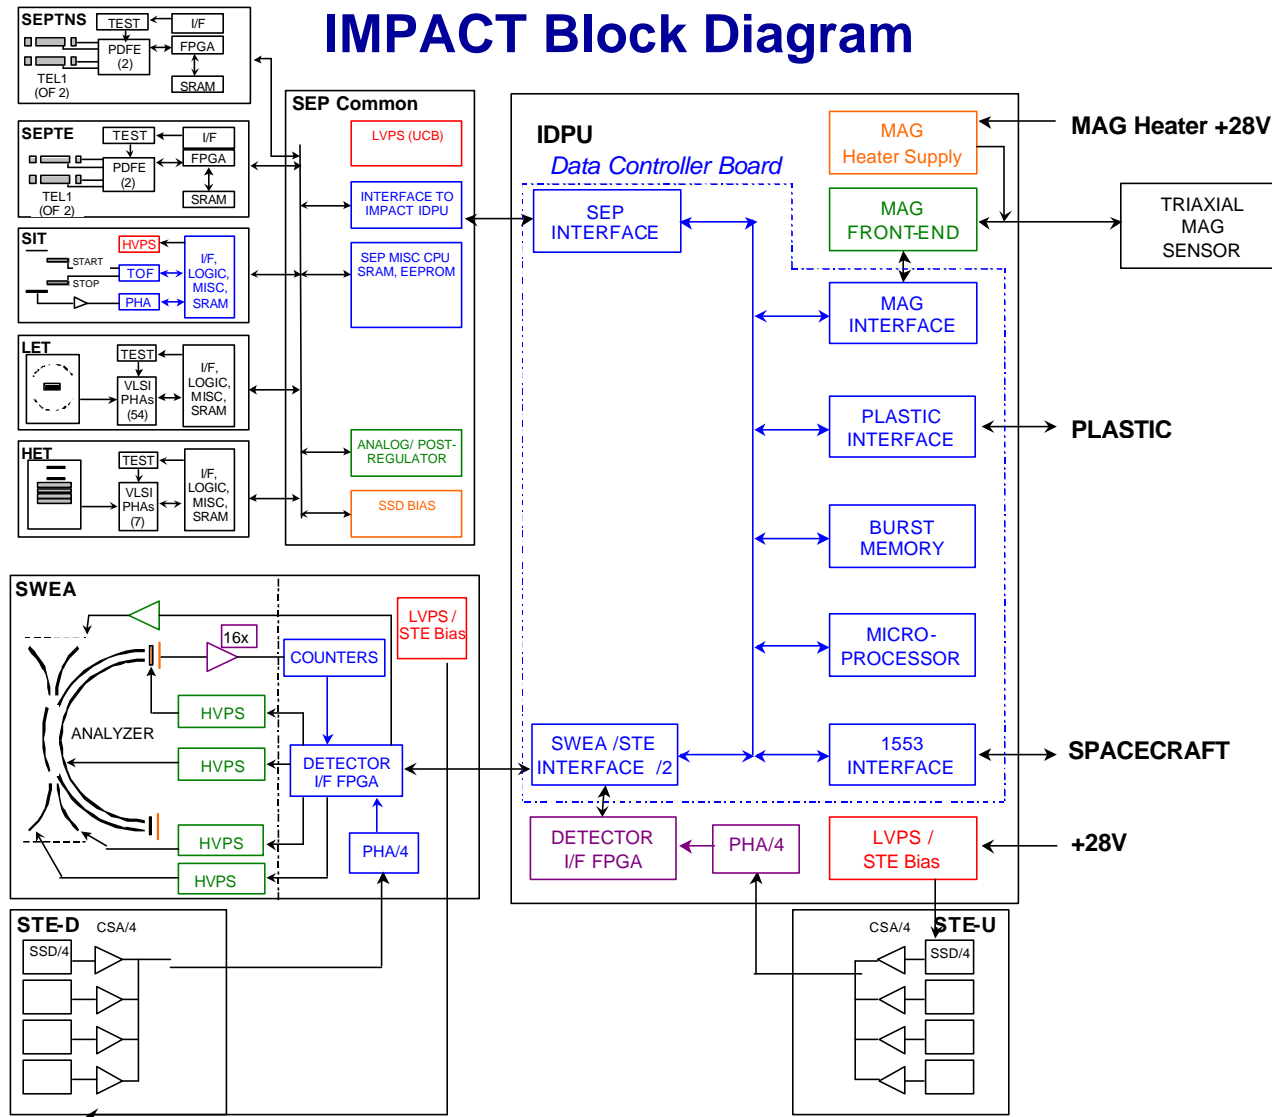 IMPACT Block Diagram
SEPTNS
TEST
I/F
PDFE
(2)
FPGA
SRAM
TEL1
(OF 2)
SEPTE
TEST
I/F
PDFE
(2)
FPGA
SRAM
TEL1
(OF 2)
SIT
HVPS
START
TOF
STOP
PHA
I/F,
LOGIC,
MISC,
SRAM
LET
TEST
VLSI
PHAs
(54)
I/F,
LOGIC,
MISC,
SRAM
HET
TEST
VLSI
PHAs
(7)
I/F,
LOGIC,
MISC,
SRAM
SEP Common
LVPS (UCB)
INTERFACE TO
IMPACT IDPU
SEP MISC CPU
SRAM, EEPROM
ANALOG/ POST-
REGULATOR
SSD BIAS
IDPU
Data Controller Board
SEP
INTERFACE
MAG
Heater Supply
MAG
FRONT-END
MAG
INTERFACE
PLASTIC
INTERFACE
BURST
MEMORY
MICRO-
PROCESSOR
SWEA /STE
INTERFACE /2
1553
INTERFACE
DETECTOR
I/F FPGA
PHA/4
LVPS /
STE Bias
MAG Heater +28V
TRIAXIAL
MAG
SENSOR
PLASTIC
SPACECRAFT
+28V
SWEA
16x
COUNTERS
LVPS /
STE Bias
HVPS
ANALYZER
HVPS
DETECTOR
I/F FPGA
HVPS
HVPS
PHA/4
STE-D
CSA/4
SSD/4
CSA/4
STE-U
SSD/4